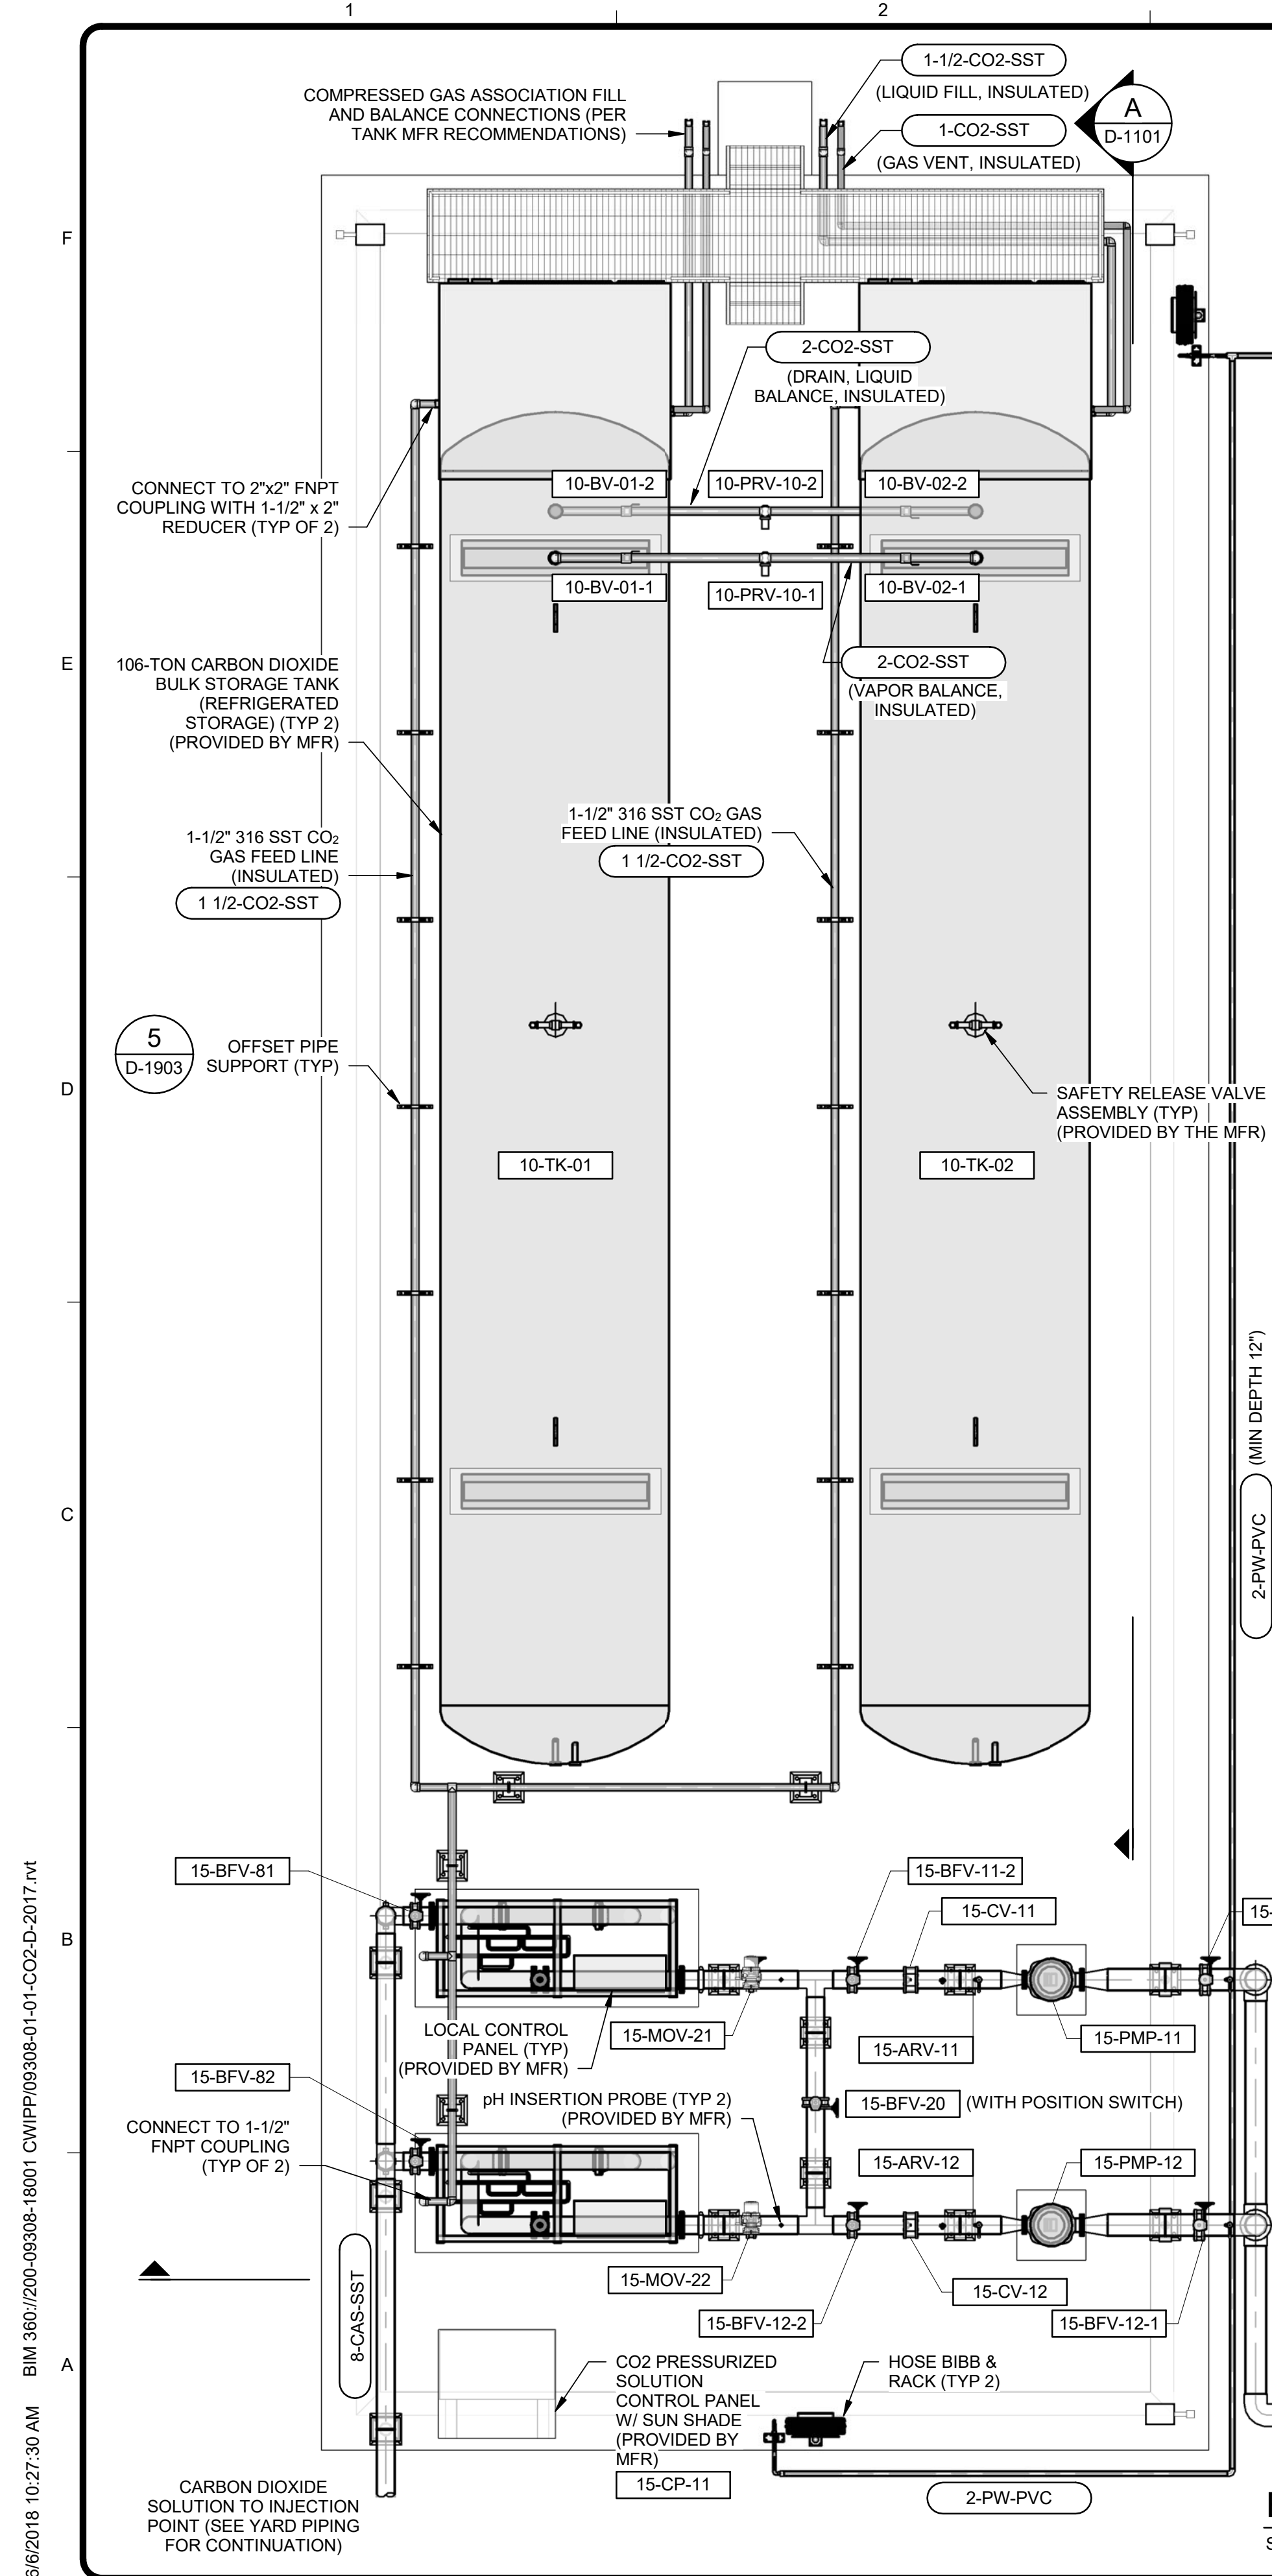 1
2
1-1/2-CO2-SST
(LIQUID FILL, INSULATED)
COMPRESSED GAS ASSOCIATION FILL
AND BALANCE CONNECTIONS (PER
TANK MFR RECOMMENDATIONS)
1-CO2-SST
(GAS VENT, INSULATED)
A
D-1101
F
2-CO2-SST
(DRAIN, LIQUID
BALANCE, INSULATED)
CONNECT TO 2"x2" FNPT
COUPLING WITH 1-1/2" x 2"
REDUCER (TYP OF 2)
10-BV-01-2
10-PRV-10-2
10-BV-02-2
10-BV-01-1
10-PRV-10-1
10-BV-02-1
E
106-TON CARBON DIOXIDE
BULK STORAGE TANK
(REFRIGERATED
STORAGE) (TYP 2)
(PROVIDED BY MFR)
2-CO2-SST
(VAPOR BALANCE,
INSULATED)
1-1/2" 316 SST CO₂
GAS FEED LINE
(INSULATED)
1 1/2-CO2-SST
1-1/2" 316 SST CO₂ GAS
FEED LINE (INSULATED)
1 1/2-CO2-SST
5
D-1903
OFFSET PIPE
SUPPORT (TYP)
D
SAFETY RELEASE VALVE
ASSEMBLY (TYP)
(PROVIDED BY THE MFR)
10-TK-01
10-TK-02
(MIN DEPTH 12")
2-PW-PVC
C
15-BFV-81
15-BFV-11-2
15-CV-11
15-
B
LOCAL CONTROL
PANEL (TYP)
(PROVIDED BY MFR)
15-MOV-21
15-ARV-11
15-PMP-11
15-BFV-82
pH INSERTION PROBE (TYP 2)
(PROVIDED BY MFR)
15-BFV-20
(WITH POSITION SWITCH)
CONNECT TO 1-1/2"
FNPT COUPLING
(TYP OF 2)
15-ARV-12
15-PMP-12
8-CAS-SST
15-MOV-22
15-CV-12
15-BFV-12-2
15-BFV-12-1
A
CO2 PRESSURIZED
SOLUTION
CONTROL PANEL
W/ SUN SHADE
(PROVIDED BY
MFR)
15-CP-11
HOSE BIBB &
RACK (TYP 2)
2-PW-PVC
CARBON DIOXIDE
SOLUTION TO INJECTION
POINT (SEE YARD PIPING
FOR CONTINUATION)
6/6/2018 10:27:30 AM BIM 360://200-09308-18001 CWIPP/09308-01-01-CO2-D-2017.rvt